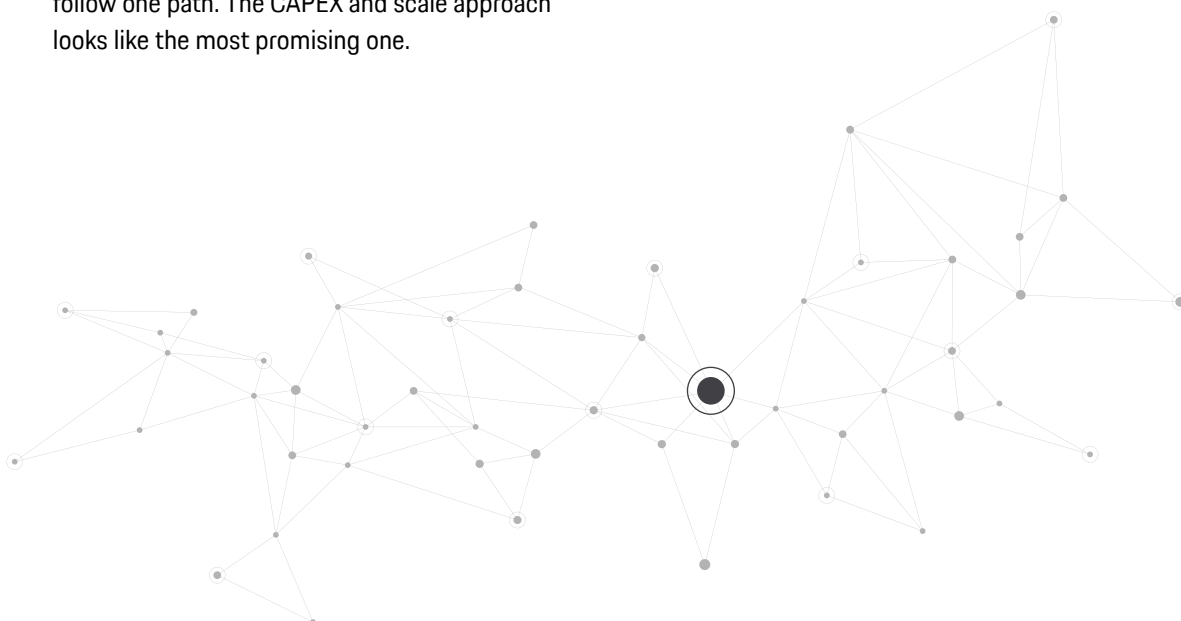 follow one path. The CAPEX and scale approach
looks like the most promising one.